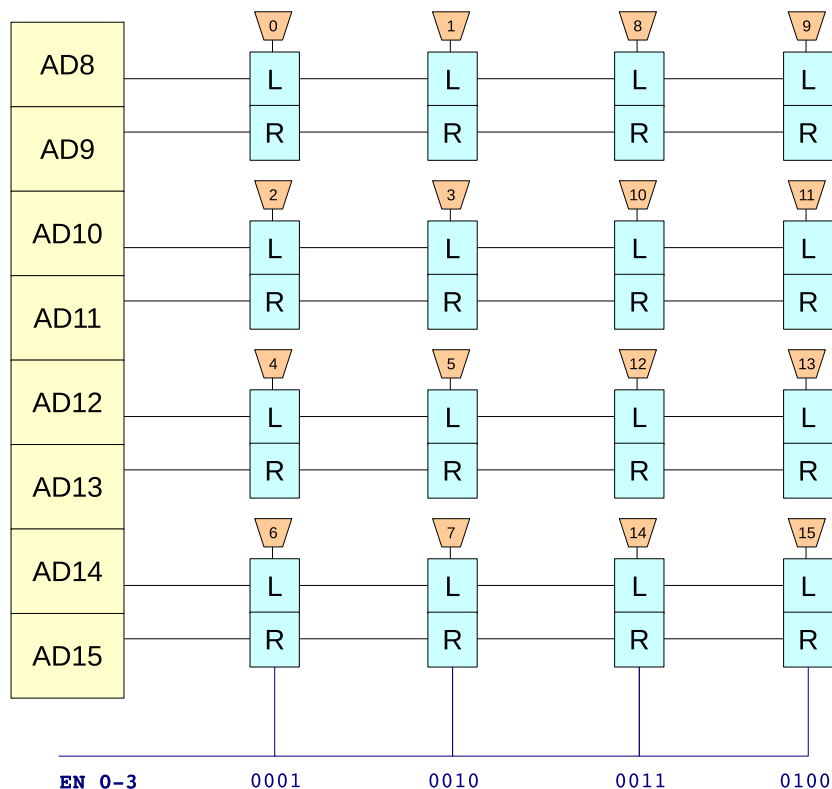 0 1 8 9
AD8 L L L L
AD9 R R R R
2 3 10 11
AD10 L L L L
AD11 R R R R
4 5 12 13
AD12 L L L L
AD13 R R R R
6 7 14 15
AD14 L L L L
AD15 R R R R
EN 0-3 0001 0010 0011 0100